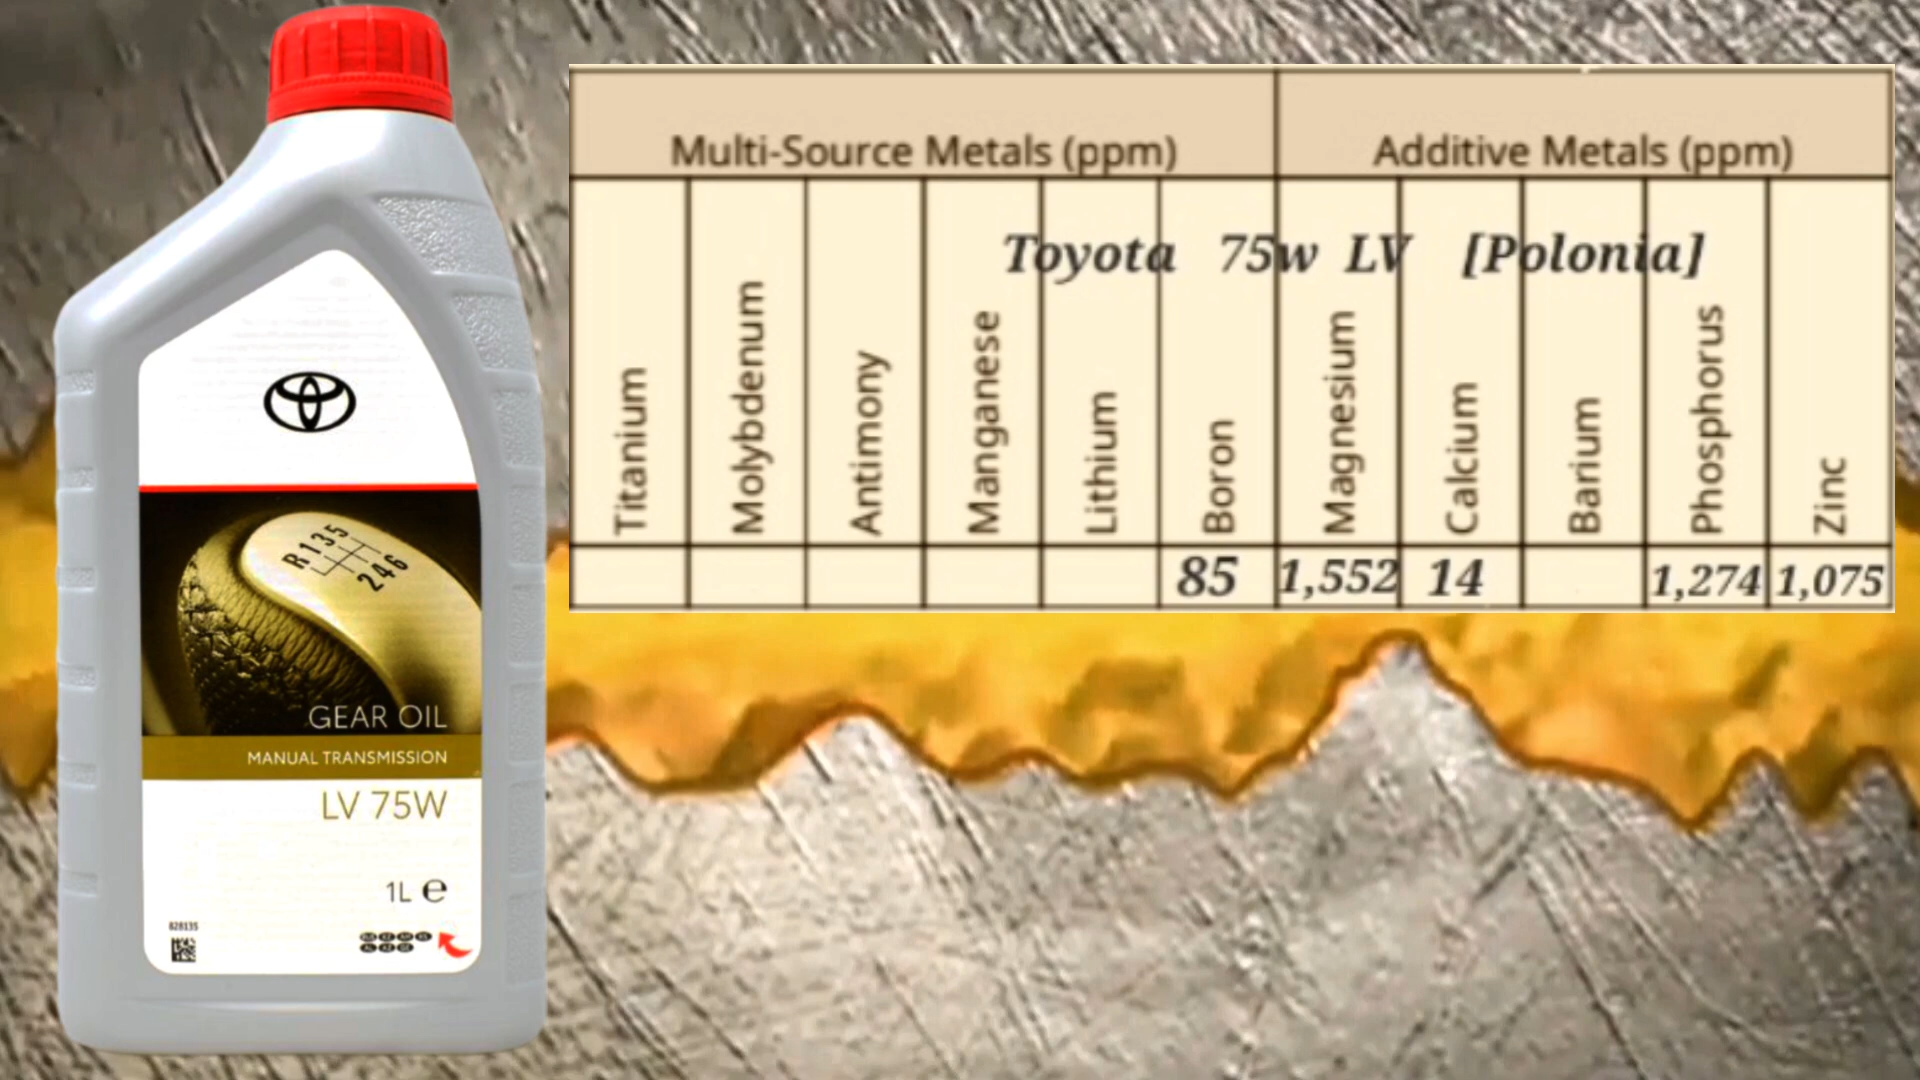 Multi-Source Metals (ppm)
Additive Metals (ppm)
Toyota 75w LV [Polonia]
Titanium
Molybdenum
Antimony
Manganese
Lithium
Boron
Magnesium
Calcium
Barium
Phosphorus
Zinc
85 1,552 14 1,274 1,075
R 1 3 5
2 4 6
GEAR OIL
MANUAL TRANSMISSION
LV 75W
1L e
828135